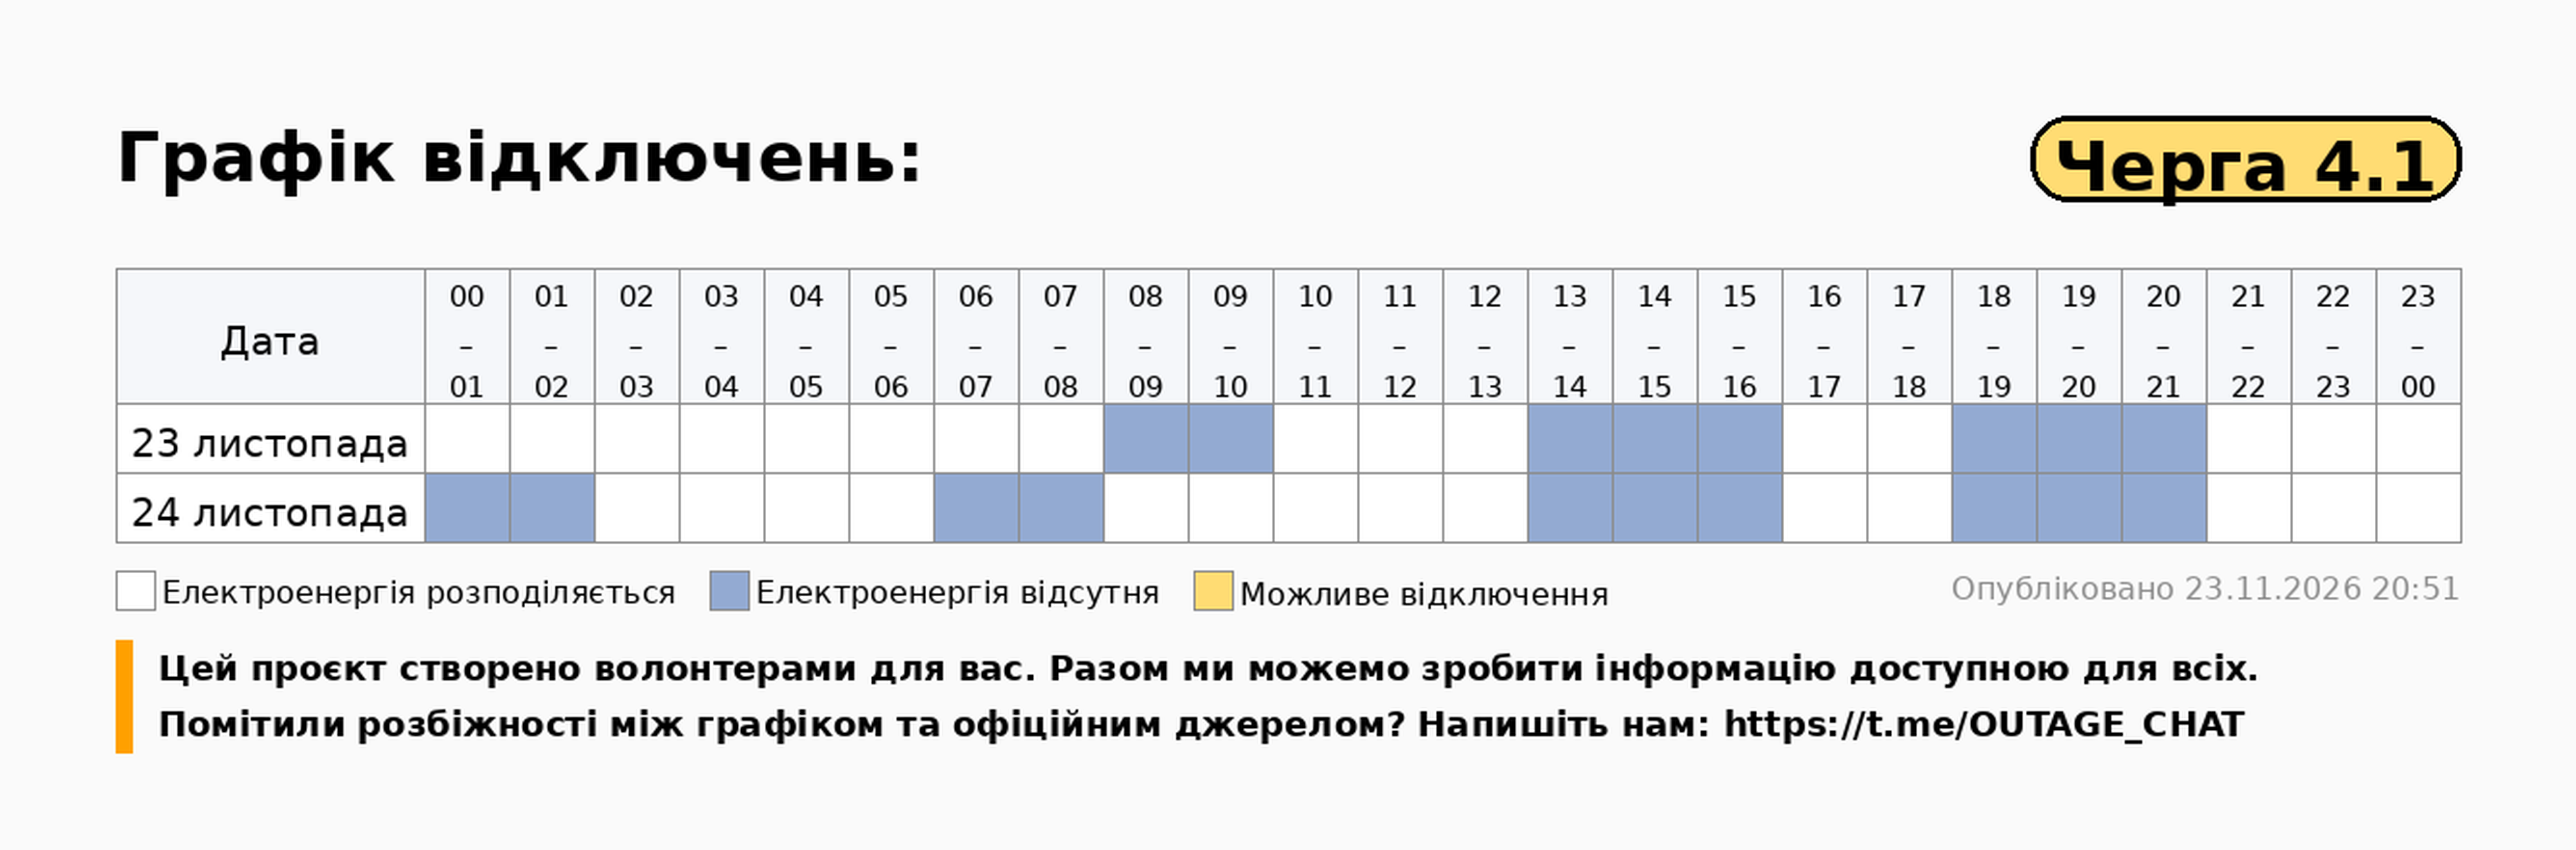 Графік відключень:
Черга 4.1
Дата
00 – 01
01 – 02
02 – 03
03 – 04
04 – 05
05 – 06
06 – 07
07 – 08
08 – 09
09 – 10
10 – 11
11 – 12
12 – 13
13 – 14
14 – 15
15 – 16
16 – 17
17 – 18
18 – 19
19 – 20
20 – 21
21 – 22
22 – 23
23 – 00
23 листопада
24 листопада
Електроенергія розподіляється
Електроенергія відсутня
Можливе відключення
Опубліковано 23.11.2026 20:51
Цей проєкт створено волонтерами для вас. Разом ми можемо зробити інформацію доступною для всіх.
Помітили розбіжності між графіком та офіційним джерелом? Напишіть нам: https://t.me/OUTAGE_CHAT